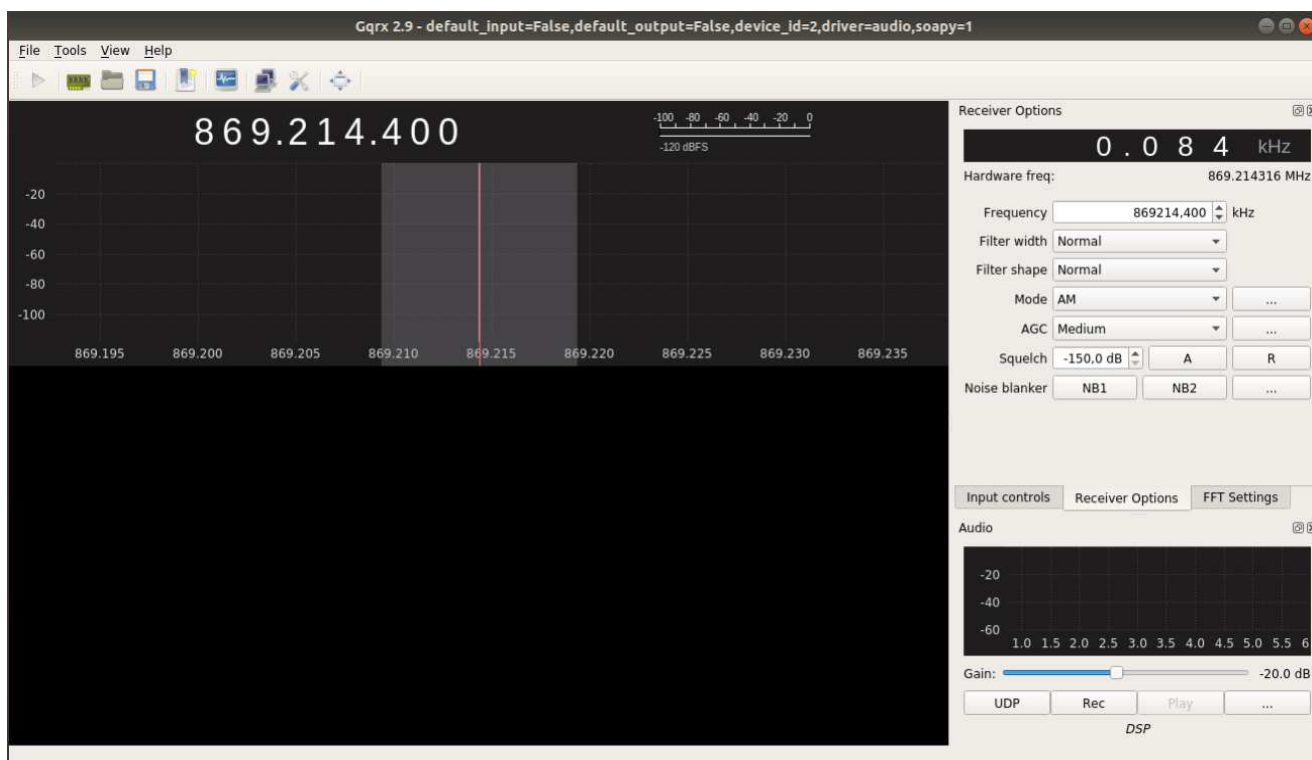 Gqrx 2.9 - default_input=False,default_output=False,device_id=2,driver=audio,soapy=1
File Tools View Help
869.214.400
-100 -80 -60 -40 -20 0
-120 dBFS
-20
-40
-60
-80
-100
869.195 869.200 869.205 869.210 869.215 869.220 869.225 869.230 869.235
Receiver Options
0.084 kHz
Hardware freq: 869.214316 MHz
Frequency 869214,400 kHz
Filter width Normal
Filter shape Normal
Mode AM ...
AGC Medium ...
Squelch -150,0 dB A R
Noise blanker NB1 NB2 ...
Input controls Receiver Options FFT Settings
Audio
-20
-40
-60
1.0 1.5 2.0 2.5 3.0 3.5 4.0 4.5 5.0 5.5 6
Gain: -20.0 dB
UDP Rec Play ...
DSP